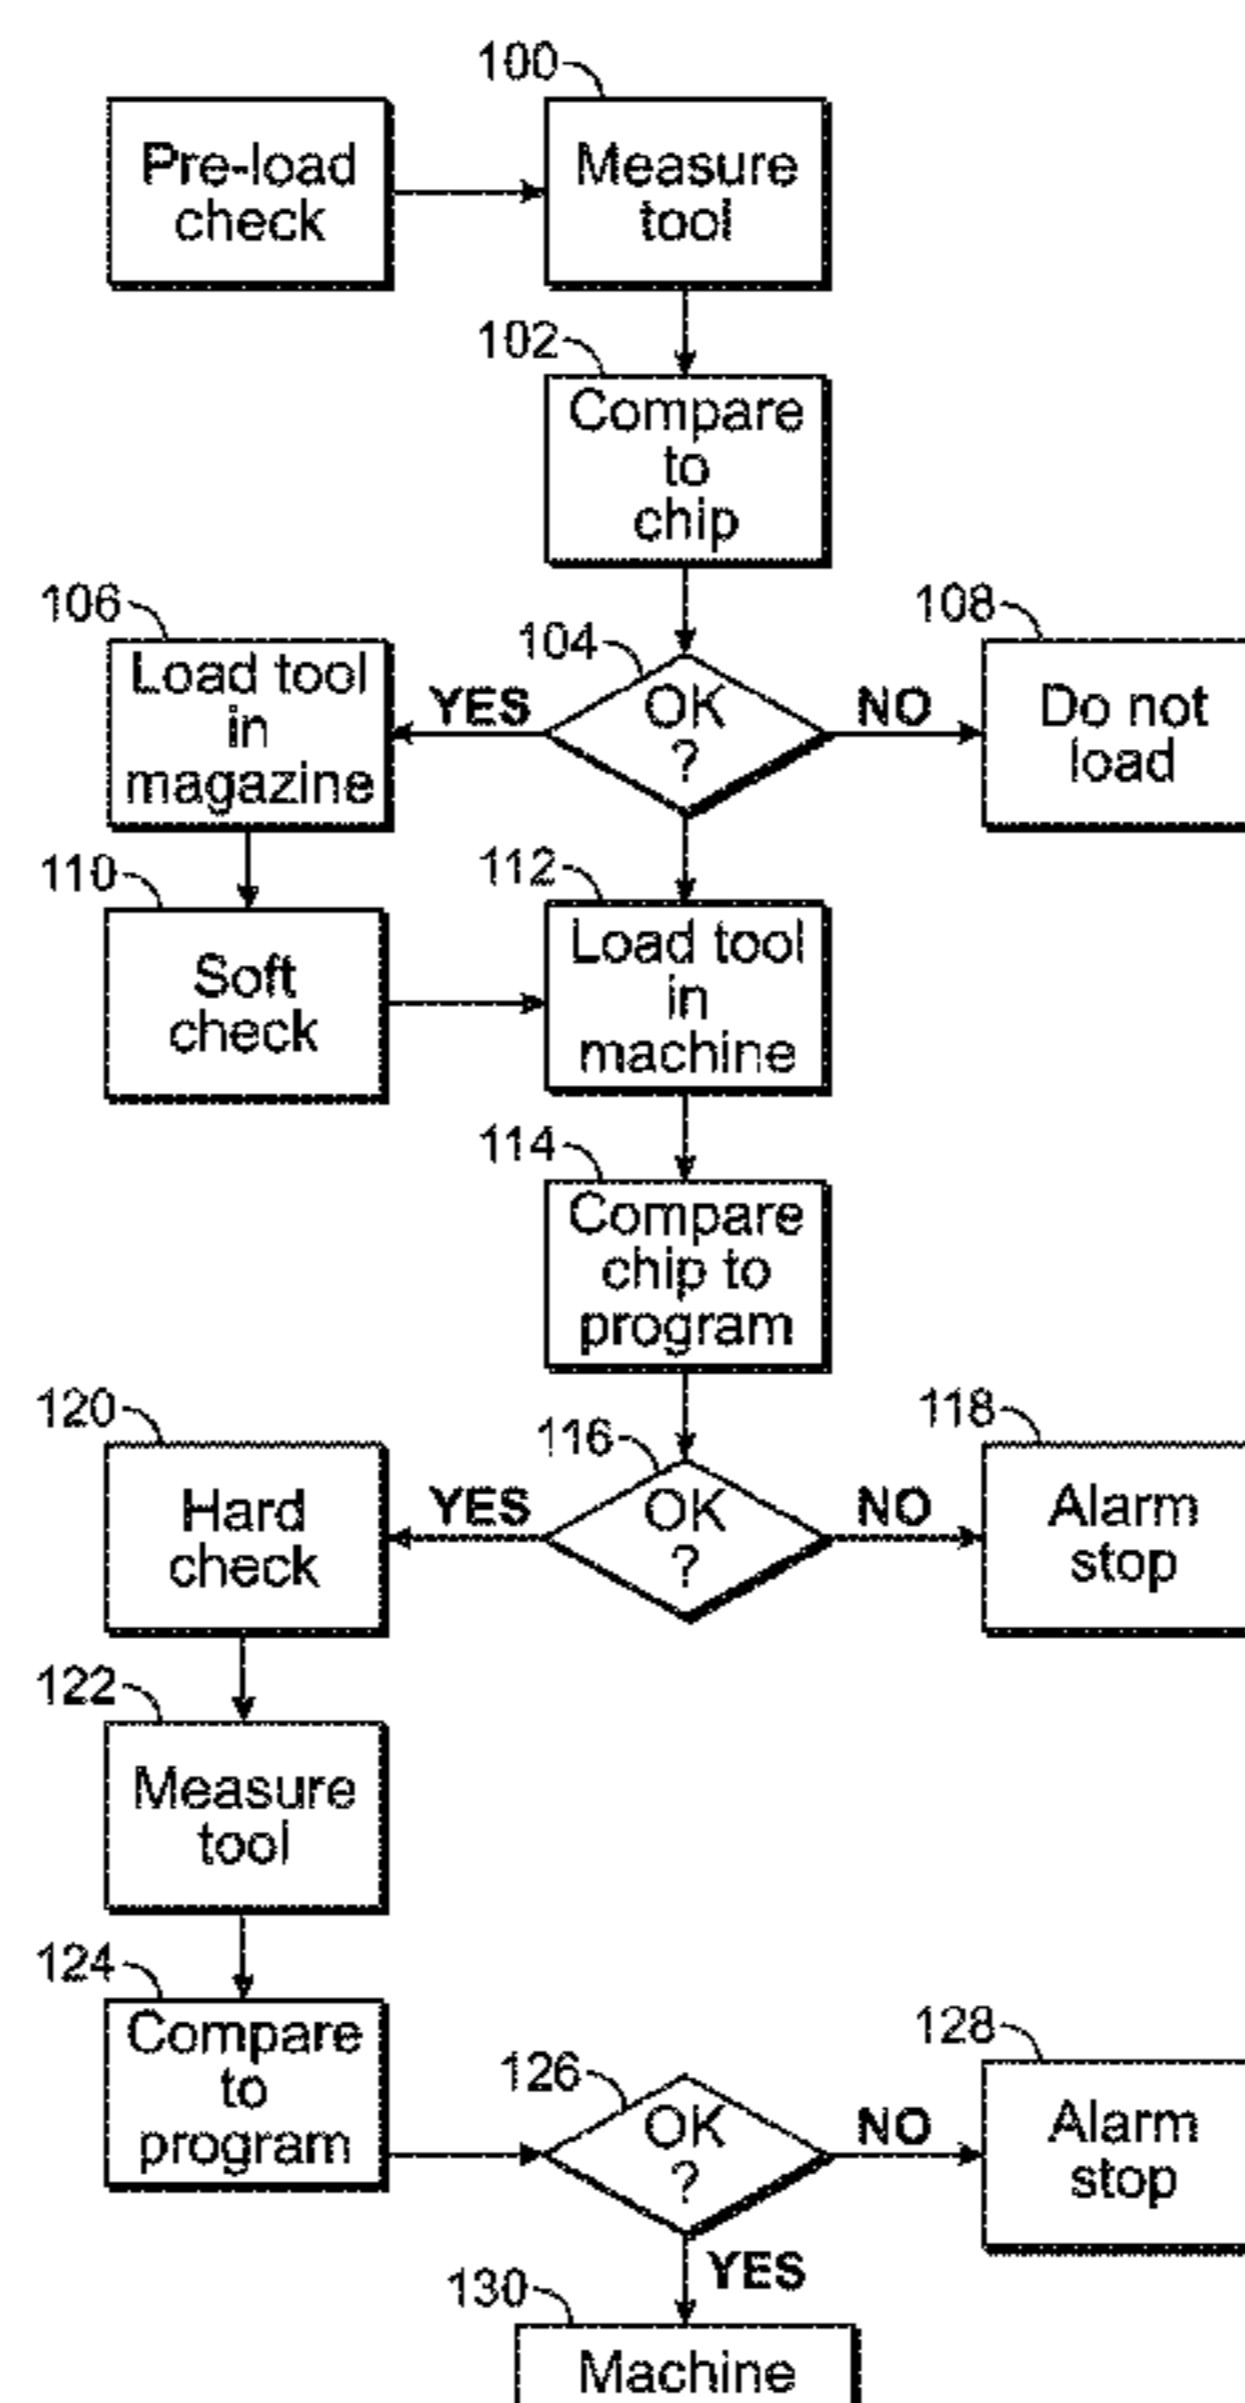 100
Pre-load
check
Measure
tool
102
Compare
to
chip
106
Load tool
in
magazine
104
OK
?
YES
NO
108
Do not
load
110
Soft
check
112
Load tool
in
machine
114
Compare
chip to
program
120
Hard
check
116
OK
?
YES
NO
118
Alarm
stop
122
Measure
tool
124
Compare
to
program
126
OK
?
NO
128
Alarm
stop
YES
130
Machine